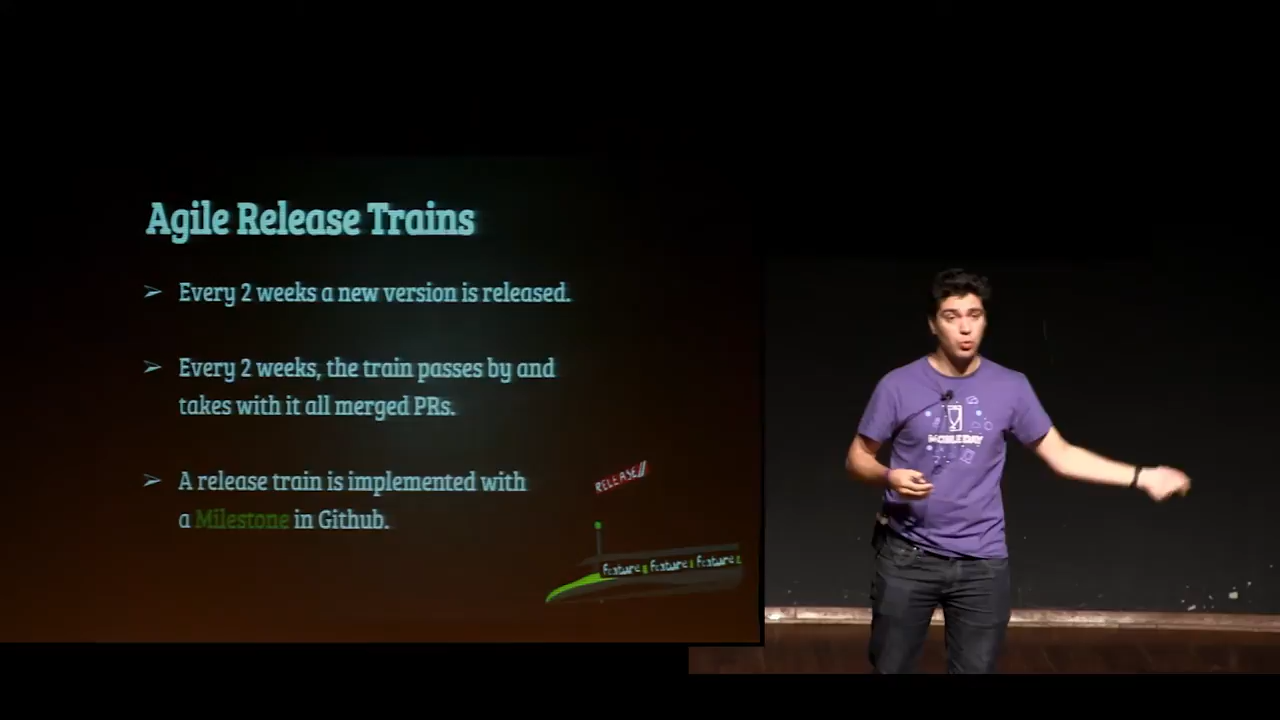 Agile Release Trains
➢ Every 2 weeks a new version is released.
➢ Every 2 weeks, the train passes by and
takes with it all merged PRs.
➢ A release train is implemented with
a Milestone in Github.
RELEASE//
feature feature feature
MOBILE DAY